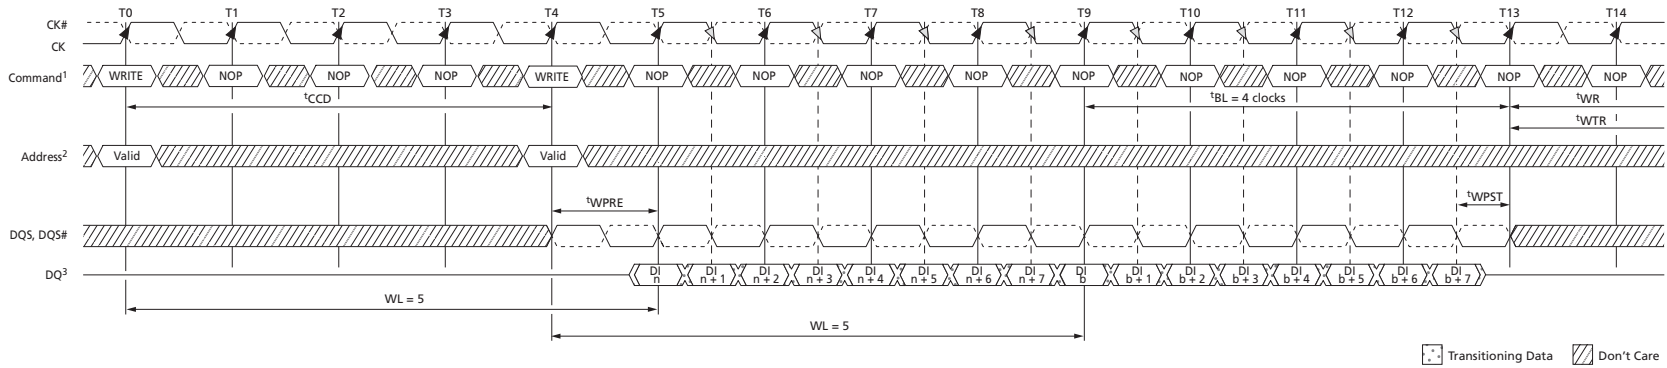 T0 T1 T2 T3 T4 T5 T6 T7 T8 T9 T10 T11 T12 T13 T14
CK#
CK
Command1 WRITE NOP NOP NOP WRITE NOP NOP NOP NOP NOP NOP NOP NOP NOP NOP
tCCD tBL = 4 clocks tWR
tWTR
Address2 Valid Valid
tWPRE tWPST
DQS, DQS#
DQ3 DI n DI n + 1 DI n + 2 DI n + 3 DI n + 4 DI n + 5 DI n + 6 DI n + 7 DI b DI b + 1 DI b + 2 DI b + 3 DI b + 4 DI b + 5 DI b + 6 DI b + 7
WL = 5
WL = 5
Transitioning Data Don't Care